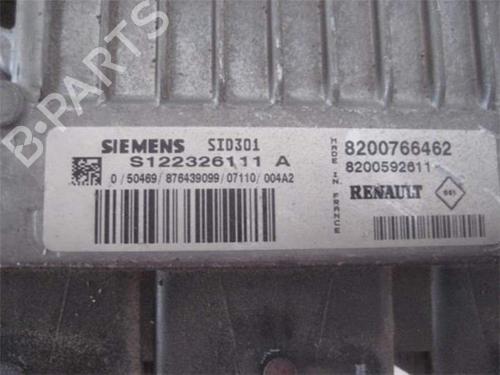 B-PARTS
SIEMENS SID301
S122326111 A
0 / 50469/ 876439099 /07110/ 004A2
MADE IN FRANCE
8200766462
8200592611
RENAULT